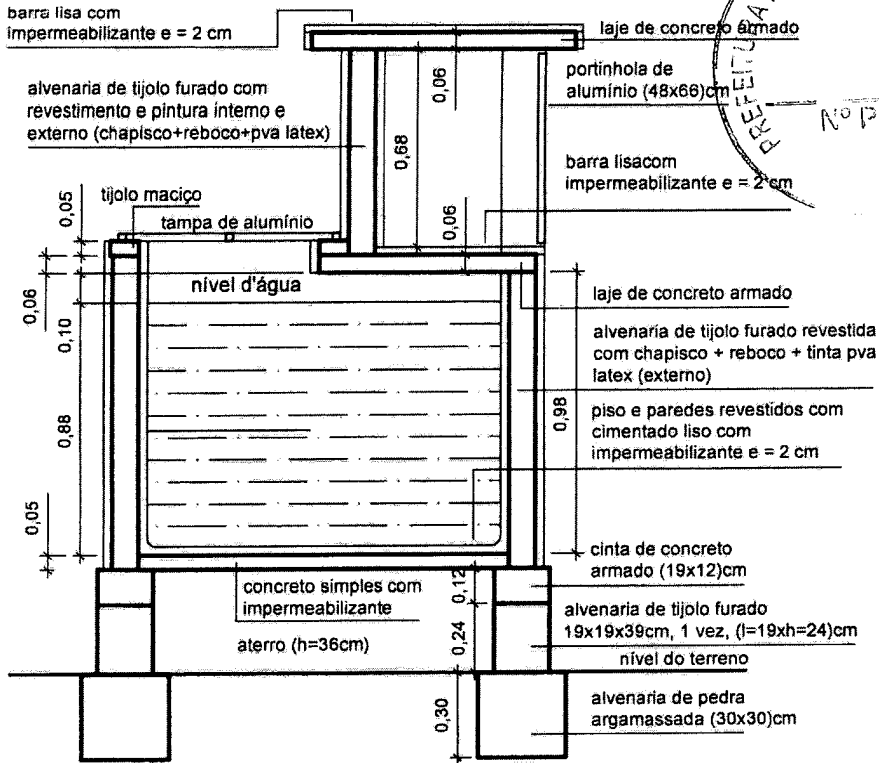 barra lisa com
impermeabilizante e = 2 cm
laje de concreto armado
alvenaria de tijolo furado com
revestimento e pintura interno e
externo (chapisco+reboco+pva latex)
0,06
0,68
portinhola de
alumínio (48x66)cm
PREFEITURA
Nº
barra lisacom
impermeabilizante e = 2 cm
0,05
tijolo maciço
tampa de alumínio
0,06
nível d'água
0,06
0,10
0,88
0,05
laje de concreto armado
alvenaria de tijolo furado revestida
com chapisco + reboco + tinta pva
latex (externo)
0,98
piso e paredes revestidos com
cimentado liso com
impermeabilizante e = 2 cm
cinta de concreto
armado (19x12)cm
concreto simples com
impermeabilizante
0,12
aterro (h=36cm)
0,24
alvenaria de tijolo furado
19x19x39cm, 1 vez, (l=19xh=24)cm
nível do terreno
0,30
alvenaria de pedra
argamassada (30x30)cm